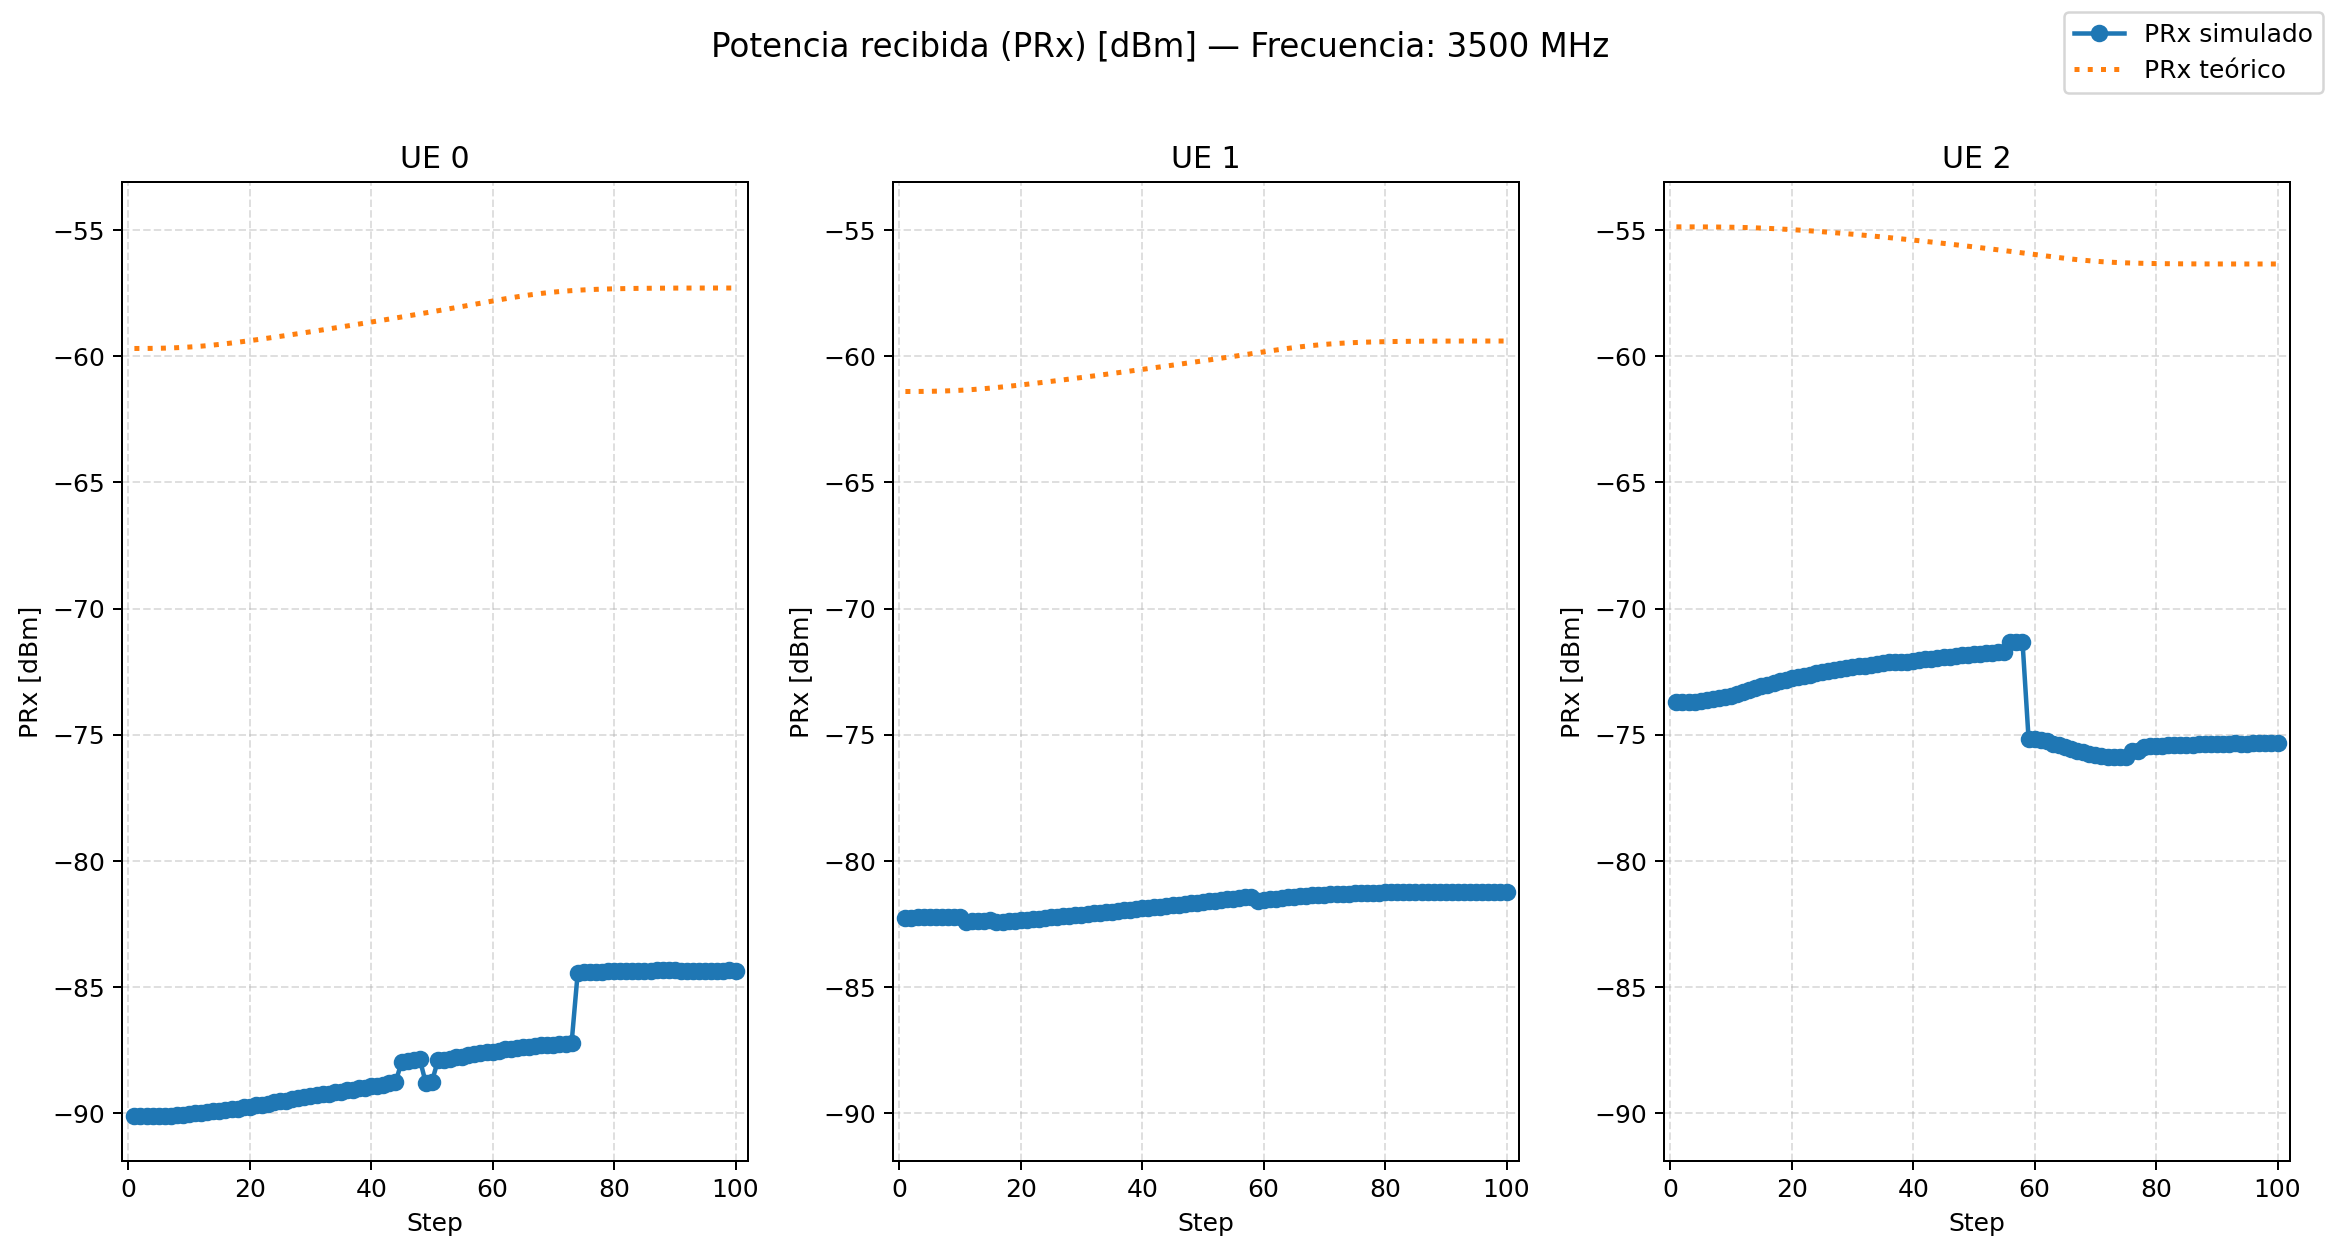 Potencia recibida (PRx) [dBm] — Frecuencia: 3500 MHz
PRx simulado
PRx teórico
UE 0
−55
−60
−65
−70
−75
−80
−85
−90
PRx [dBm]
0 20 40 60 80 100
Step
UE 1
−55
−60
−65
−70
−75
−80
−85
−90
PRx [dBm]
0 20 40 60 80 100
Step
UE 2
−55
−60
−65
−70
−75
−80
−85
−90
PRx [dBm]
0 20 40 60 80 100
Step